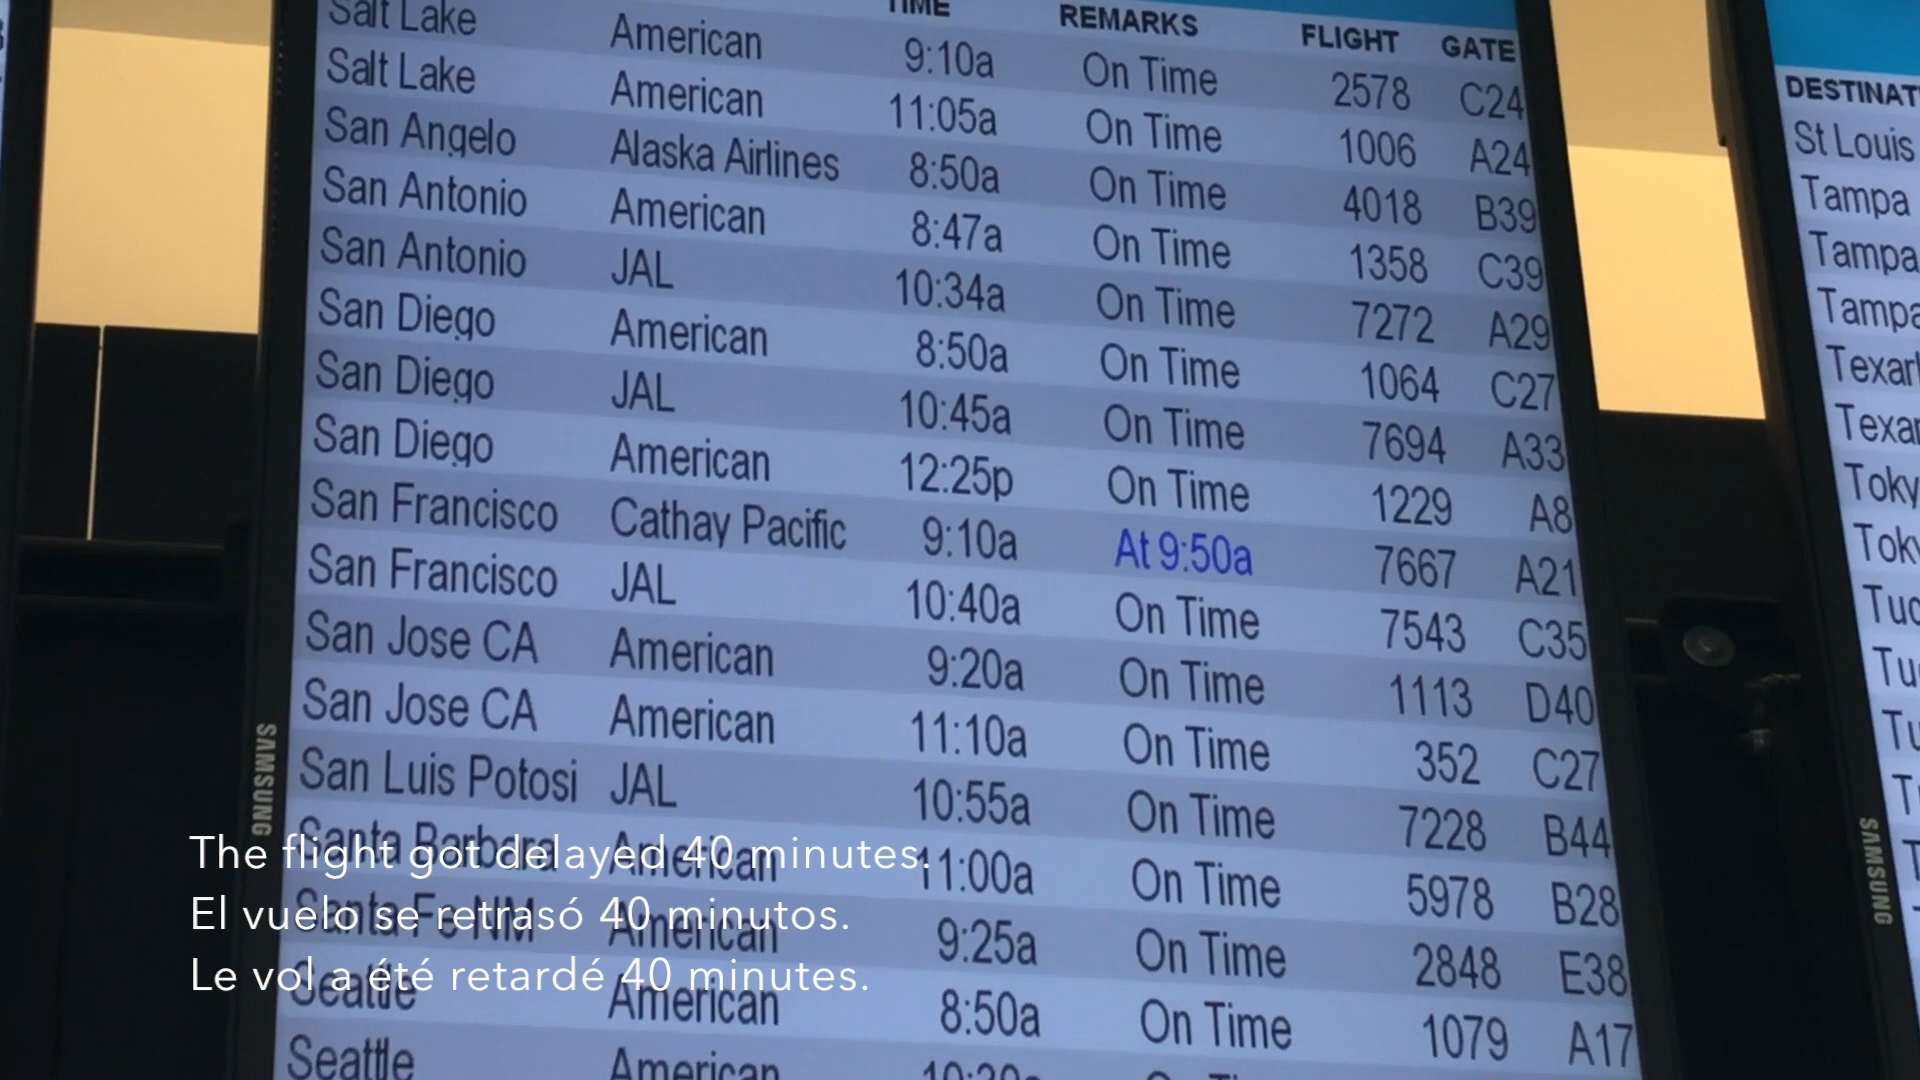 TIME REMARKS FLIGHT GATE
Salt Lake American 9:10a On Time 2578 C24
Salt Lake American 11:05a On Time 1006 A24
San Angelo Alaska Airlines 8:50a On Time 4018 B39
San Antonio American 8:47a On Time 1358 C39
San Antonio JAL 10:34a On Time 7272 A29
San Diego American 8:50a On Time 1064 C27
San Diego JAL 10:45a On Time 7694 A33
San Diego American 12:25p On Time 1229 A8
San Francisco Cathay Pacific 9:10a At 9:50a 7667 A21
San Francisco JAL 10:40a On Time 7543 C35
San Jose CA American 9:20a On Time 1113 D40
San Jose CA American 11:10a On Time 352 C27
San Luis Potosi JAL 10:55a On Time 7228 B44
Santa Barbara American 11:00a On Time 5978 B28
Santa Fe NM American 9:25a On Time 2848 E38
Seattle American 8:50a On Time 1079 A17
Seattle American
SAMSUNG
The flight got delayed 40 minutes.
El vuelo se retrasó 40 minutos.
Le vol a été retardé 40 minutes.
St Louis
Tampa
Tampa
SAMSUNG